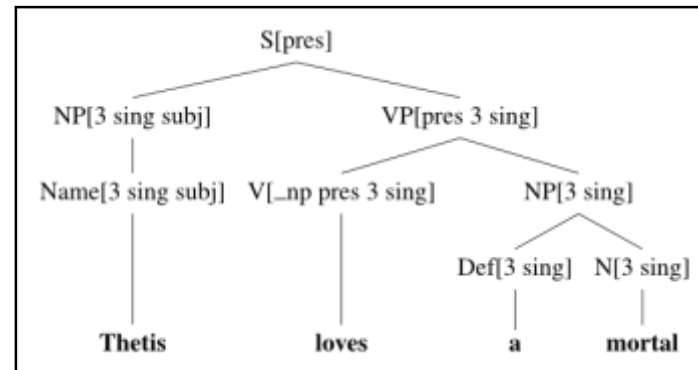 S[pres]
NP[3 sing subj] VP[pres 3 sing]
Name[3 sing subj] V[_np pres 3 sing] NP[3 sing]
Def[3 sing] N[3 sing]
Thetis loves a mortal